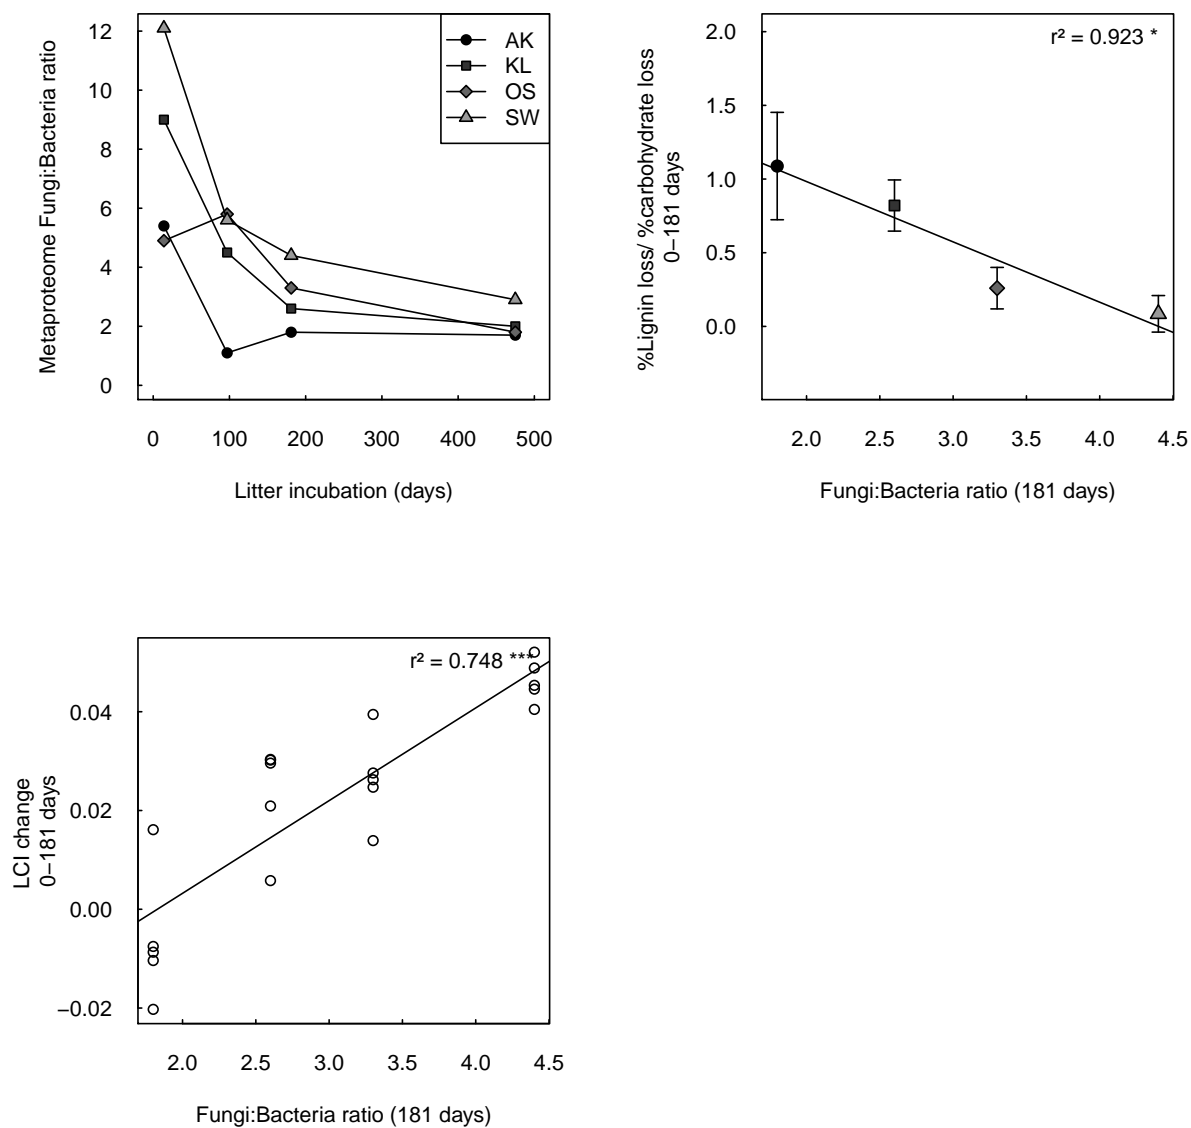 Metaproteome Fungi:Bacteria ratio
12
10
8
6
4
2
0
AK
KL
OS
SW
0 100 200 300 400 500
Litter incubation (days)
%Lignin loss/ %carbohydrate loss
0–181 days
2.0
1.5
1.0
0.5
0.0
r² = 0.923 *
2.0 2.5 3.0 3.5 4.0 4.5
Fungi:Bacteria ratio (181 days)
LCI change
0–181 days
0.04
0.02
0.00
−0.02
r² = 0.748 ***
2.0 2.5 3.0 3.5 4.0 4.5
Fungi:Bacteria ratio (181 days)